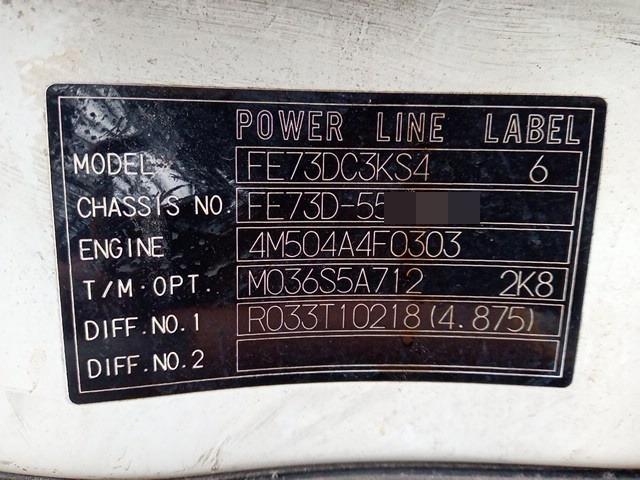 POWER LINE LABEL
MODEL FE73DC3KS4 6
CHASSIS NO. FE73D-55
ENGINE 4M504A4F0303
T/M·OPT. M036S5A712 2K8
DIFF.NO.1 R033T10218(4.875)
DIFF.NO.2